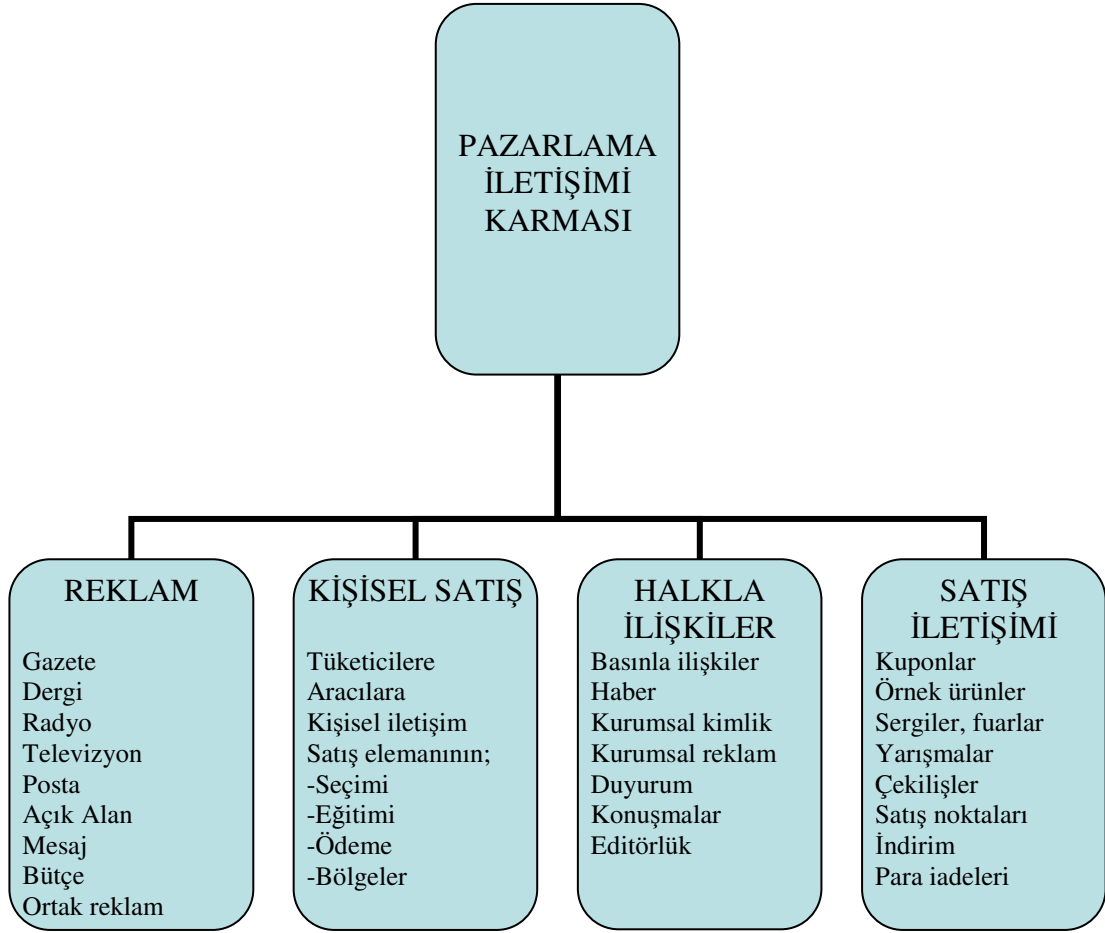 PAZARLAMA
İLETİŞİMİ
KARMASI
REKLAM
Gazete
Dergi
Radyo
Televizyon
Posta
Açık Alan
Mesaj
Bütçe
Ortak reklam
KİŞİSEL SATIŞ
Tüketicilere
Aracılara
Kişisel iletişim
Satış elemanının;
-Seçimi
-Eğitimi
-Ödeme
-Bölgeler
HALKLA
İLİŞKİLER
Basınla ilişkiler
Haber
Kurumsal kimlik
Kurumsal reklam
Duyurum
Konuşmalar
Editörlük
SATIŞ
İLETİŞİMİ
Kuponlar
Örnek ürünler
Sergiler, fuarlar
Yarışmalar
Çekilişler
Satış noktaları
İndirim
Para iadeleri